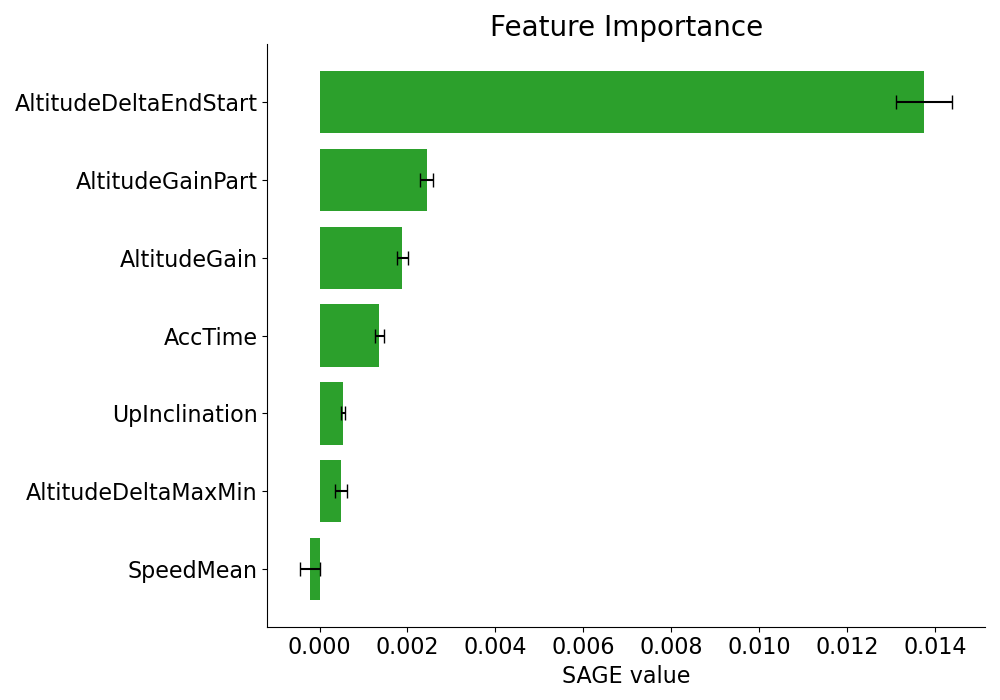 Feature Importance
AltitudeDeltaEndStart
AltitudeGainPart
AltitudeGain
AccTime
UpInclination
AltitudeDeltaMaxMin
SpeedMean
0.000 0.002 0.004 0.006 0.008 0.010 0.012 0.014
SAGE value